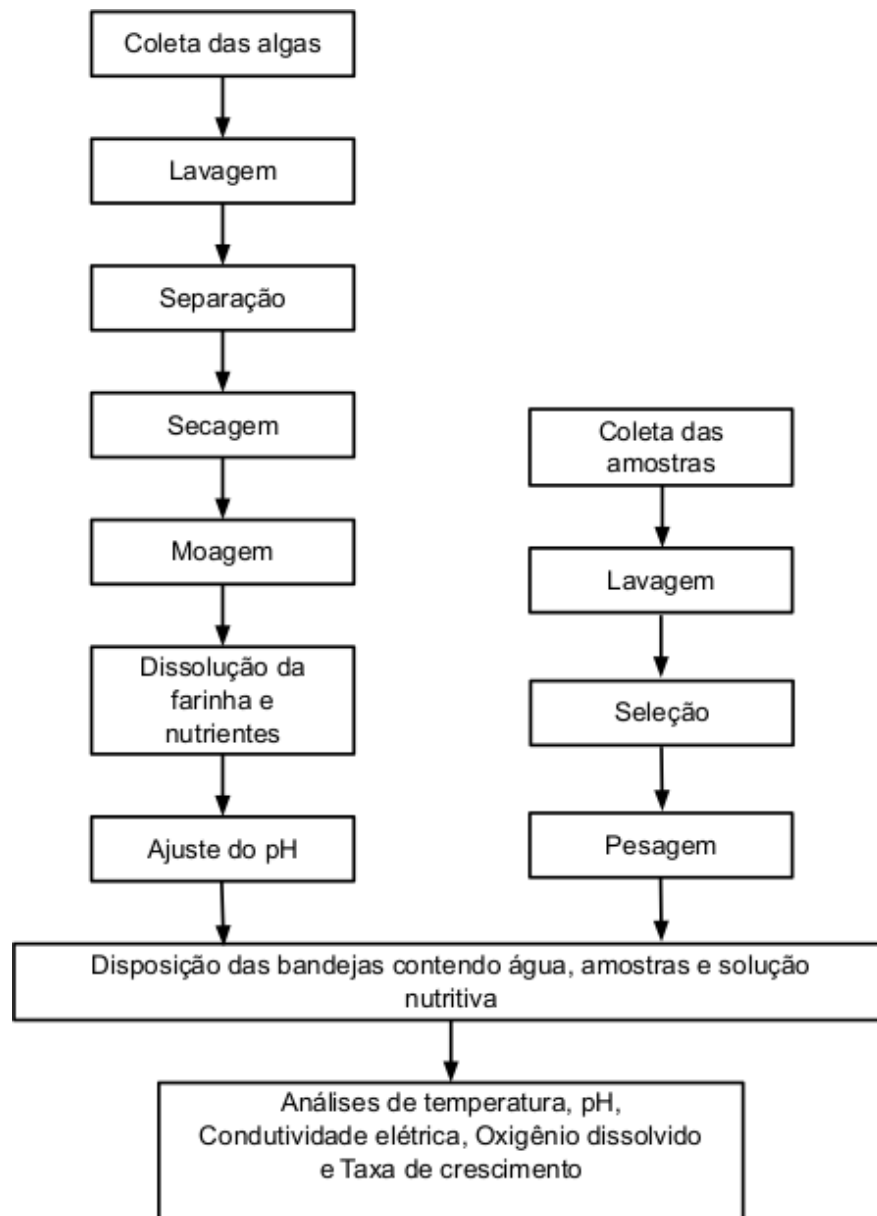 Coleta das algas
Lavagem
Separação
Secagem
Moagem
Dissolução da
farinha e
nutrientes
Ajuste do pH
Coleta das
amostras
Lavagem
Seleção
Pesagem
Disposição das bandejas contendo água, amostras e solução
nutritiva
Análises de temperatura, pH,
Condutividade elétrica, Oxigênio dissolvido
e Taxa de crescimento